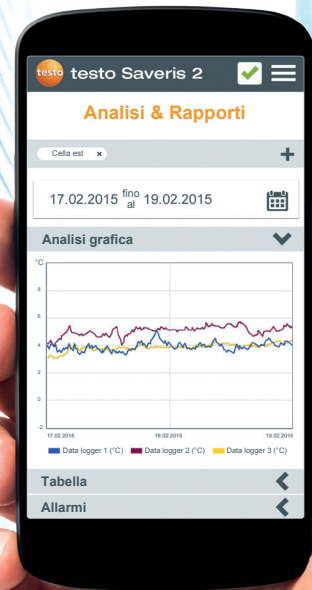 testo testo Saveris 2
Analisi & Rapporti
Cella est x
17.02.2015 fino al 19.02.2015
Analisi grafica
°C
8
6
4
2
0
-2
17.02.2015 18.02.2015 19.02.2015
Data logger 1 (°C) Data logger 2 (°C) Data logger 3 (°C)
Tabella
Allarmi